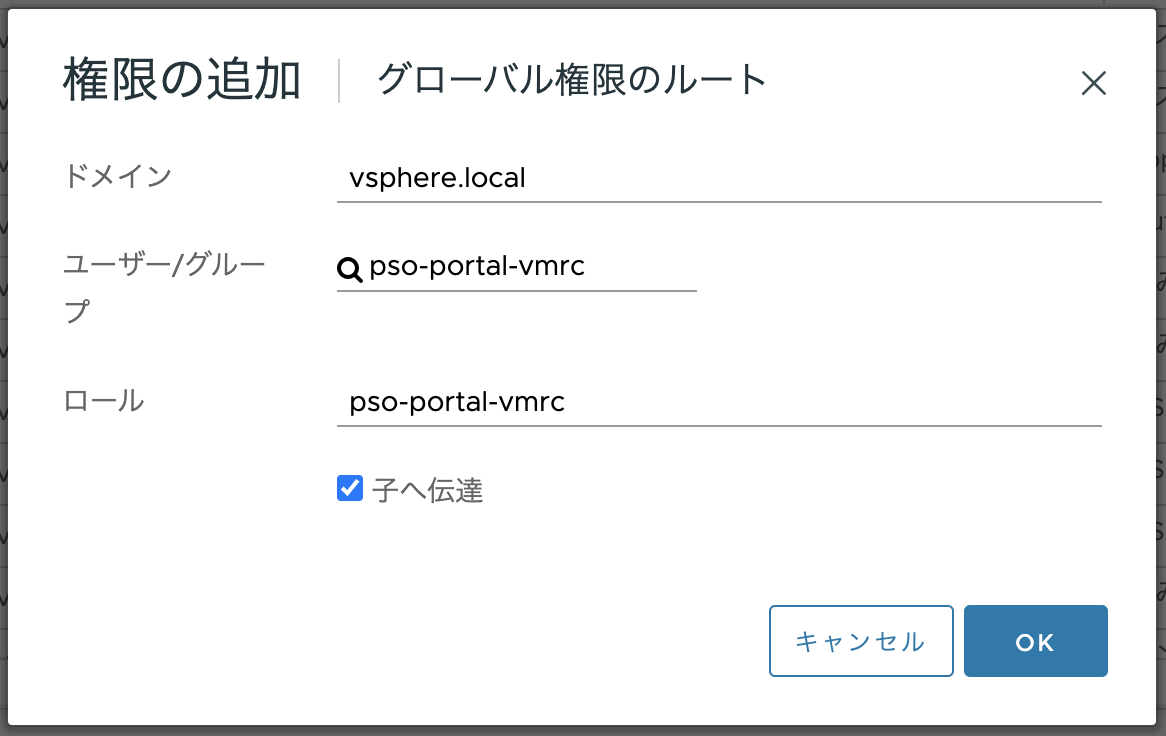 権限の追加 グローバル権限のルート
ドメイン vsphere.local
ユーザー/グルー pso-portal-vmrc
プ
ロール pso-portal-vmrc
子へ伝達
キャンセル OK